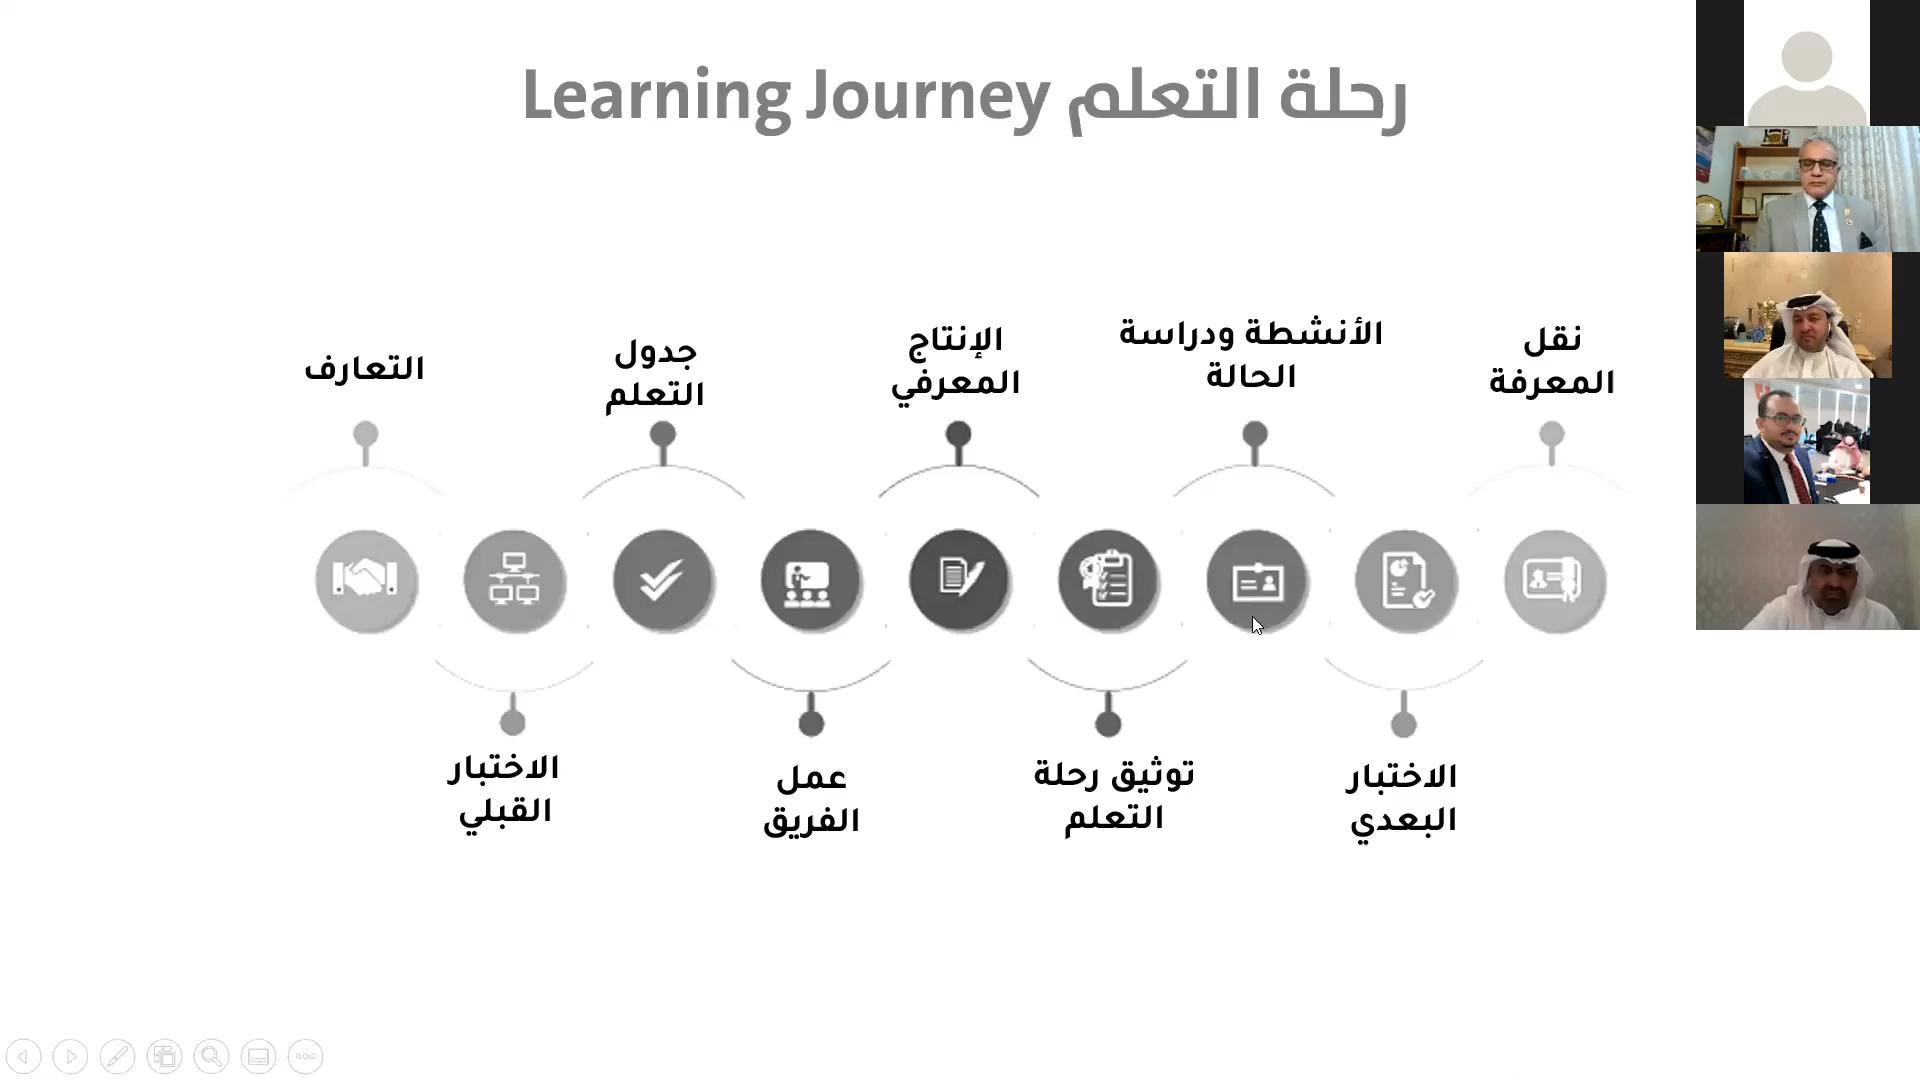 رحلة التعلم Learning Journey
التعارف
جدول
التعلم
الإنتاج
المعرفي
الأنشطة ودراسة
الحالة
نقل
المعرفة
الاختبار
القبلي
عمل
الفريق
توثيق رحلة
التعلم
الاختبار
البعدي